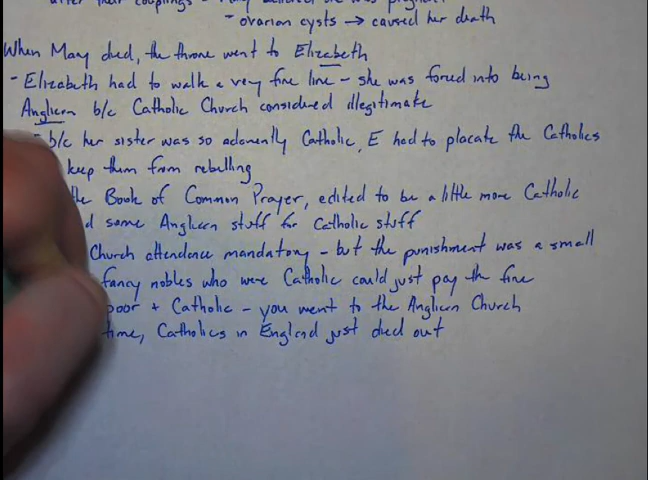 after their couplings - Mary believed she was pregnant
- ovarian cysts → caused her death
When Mary died, the throne went to Elizabeth
- Elizabeth had to walk a very fine line - she was forced into being
Anglican b/c Catholic Church considered illegitimate
- b/c her sister was so adamently Catholic, E had to placate the Catholics
keep them from rebelling
the Book of Common Prayer, edited to be a little more Catholic
d some Anglican stuff for Catholic stuff
Church attendance mandatory - but the punishment was a small
fancy nobles who were Catholic could just pay the fine
poor + Catholic - you went to the Anglican Church
time, Catholics in England just died out